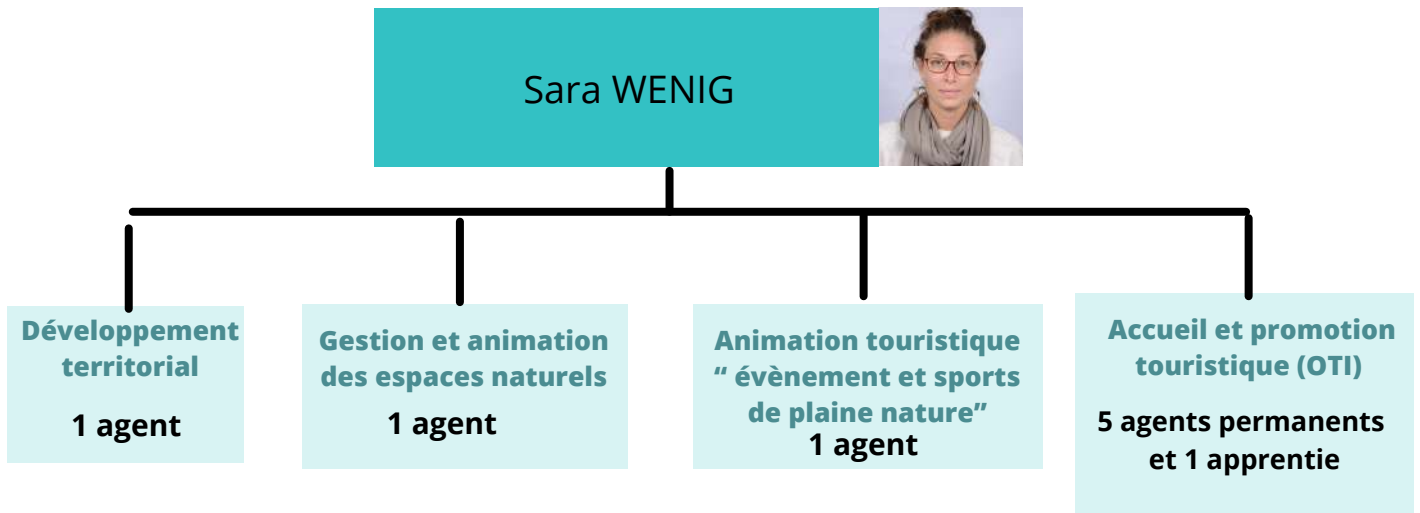 Sara WENIG
Développement
territorial
1 agent
Gestion et animation
des espaces naturels
1 agent
Animation touristique
“ évènement et sports
de plaine nature”
1 agent
Accueil et promotion
touristique (OTI)
5 agents permanents
et 1 apprentie